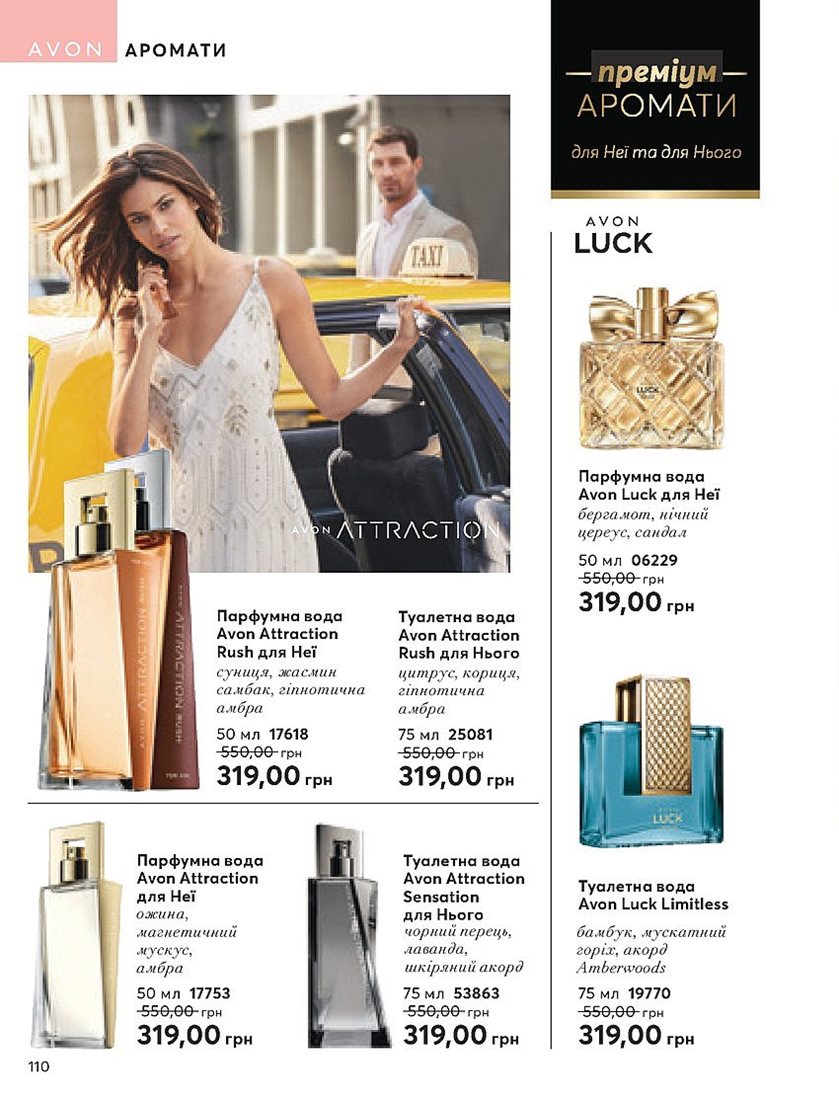 AVON АРОМАТИ
преміум
АРОМАТИ
для Неї та для Нього
TAXI
AVON ATTRACTION
AVON
LUCK
LUCK
Парфумна вода
Avon Luck для Неї
бергамот, нічний
цереус, сандал
50 мл 06229
550,00 грн
319,00 грн
ATTRACTION
ATTRACTION
RUSH
Парфумна вода
Avon Attraction
Rush для Неї
суниця, жасмин
самбак, гіпнотична
амбра
50 мл 17618
550,00 грн
319,00 грн
Туалетна вода
Avon Attraction
Rush для Нього
цитрус, кориця,
гіпнотична
амбра
75 мл 25081
550,00 грн
319,00 грн
AVON
LUCK
Туалетна вода
Avon Luck Limitless
бамбук, мускатний
горіх, акорд
Amberwoods
75 мл 19770
550,00 грн
319,00 грн
Парфумна вода
Avon Attraction
для Неї
ожина,
магнетичний
мускус,
амбра
50 мл 17753
550,00 грн
319,00 грн
Туалетна вода
Avon Attraction
Sensation
для Нього
чорний перець,
лаванда,
шкіряний акорд
75 мл 53863
550,00 грн
319,00 грн
110